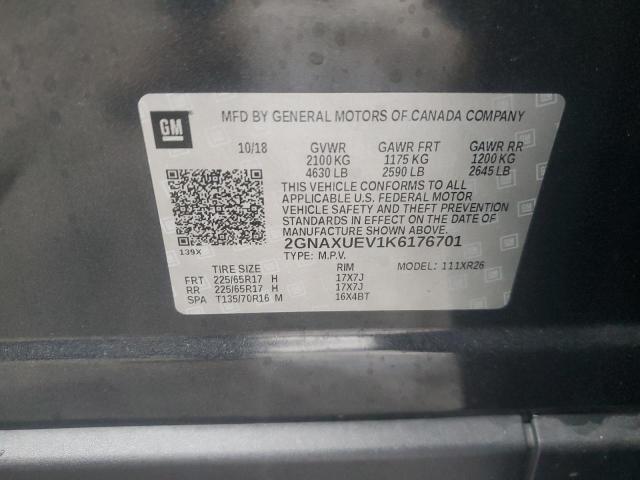 GM
MFD BY GENERAL MOTORS OF CANADA COMPANY
10/18 GVWR GAWR FRT GAWR RR
2100 KG 1175 KG 1200 KG
4630 LB 2590 LB 2645 LB
THIS VEHICLE CONFORMS TO ALL
APPLICABLE U.S. FEDERAL MOTOR
VEHICLE SAFETY AND THEFT PREVENTION
STANDARDS IN EFFECT ON THE DATE OF
MANUFACTURE SHOWN ABOVE.
139X
2GNAXUEV1K6176701
TYPE: M.P.V. MODEL: 111XR26
TIRE SIZE RIM
FRT 225/65R17 H 17X7J
RR 225/65R17 H 17X7J
SPA T135/70R16 M 16X4BT